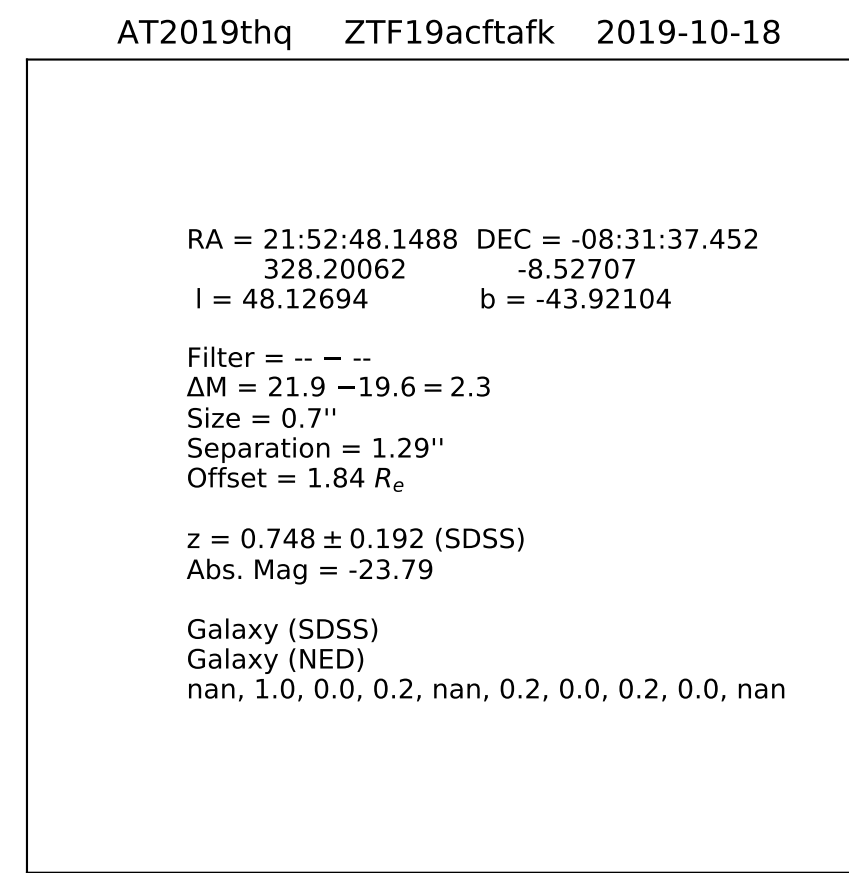 AT2019thq ZTF19acftafk 2019-10-18
RA = 21:52:48.1488 DEC = -08:31:37.452
328.20062 -8.52707
l = 48.12694 b = -43.92104
Filter = -- − --
ΔM = 21.9 −19.6 = 2.3
Size = 0.7''
Separation = 1.29''
Offset = 1.84 Rₑ
z = 0.748 ± 0.192 (SDSS)
Abs. Mag = -23.79
Galaxy (SDSS)
Galaxy (NED)
nan, 1.0, 0.0, 0.2, nan, 0.2, 0.0, 0.2, 0.0, nan